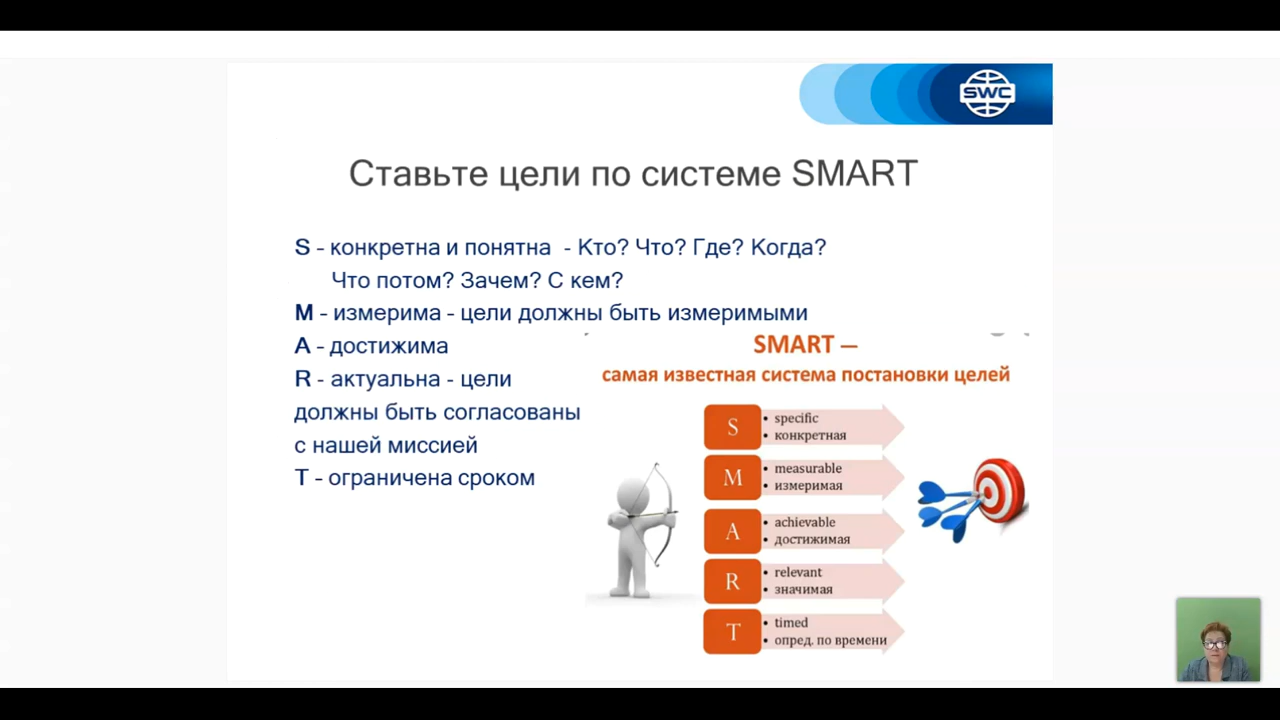 SWC
Ставьте цели по системе SMART
S - конкретна и понятна - Кто? Что? Где? Когда?
Что потом? Зачем? С кем?
M - измерима - цели должны быть измеримыми
A - достижима
R - актуальна - цели
должны быть согласованы
с нашей миссией
T - ограничена сроком
SMART —
самая известная система постановки целей
S
• specific
• конкретная
M
• measurable
• измеримая
A
• achievable
• достижимая
R
• relevant
• значимая
T
• timed
• опред. по времени